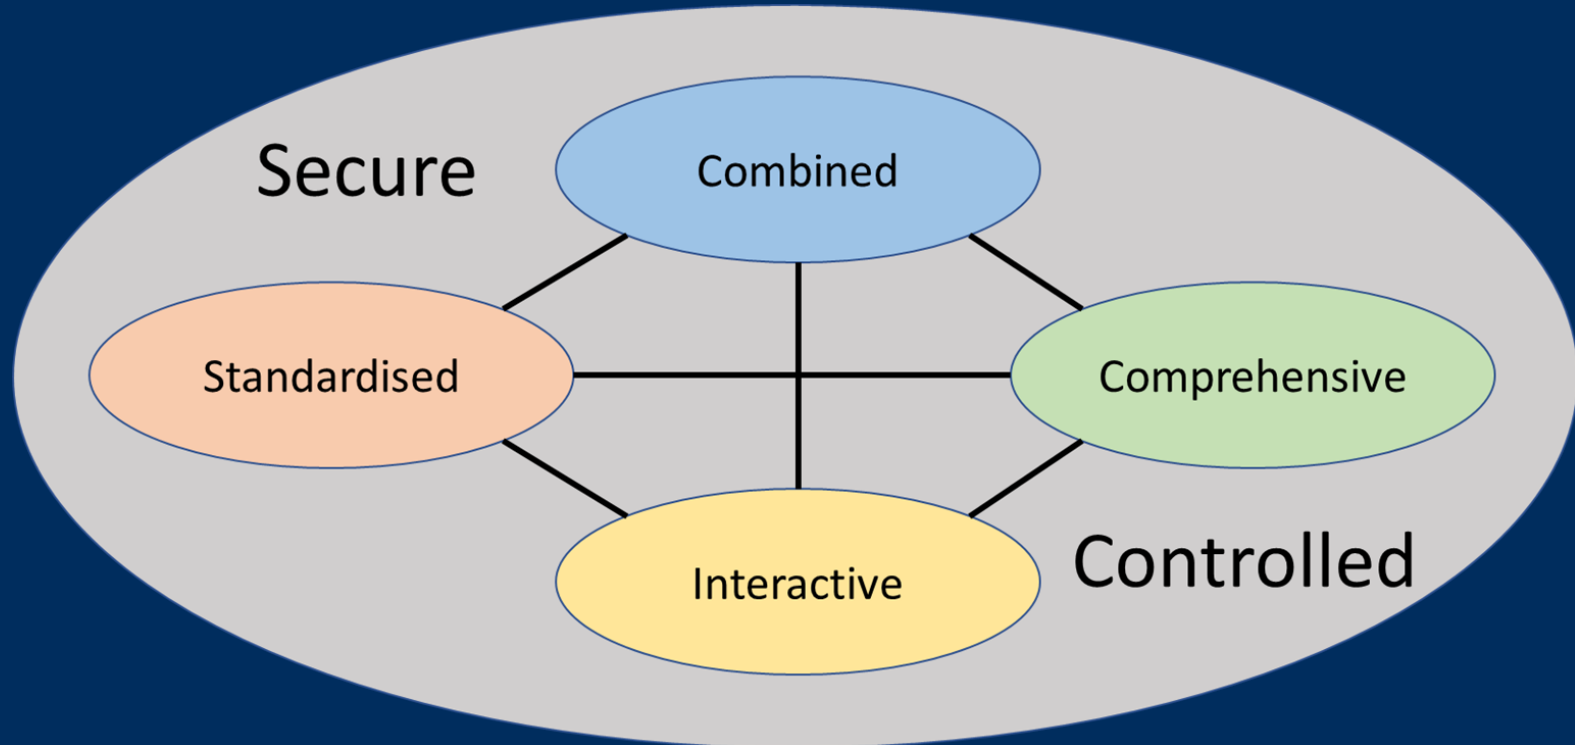 Secure
Combined
Standardised
Comprehensive
Interactive
Controlled